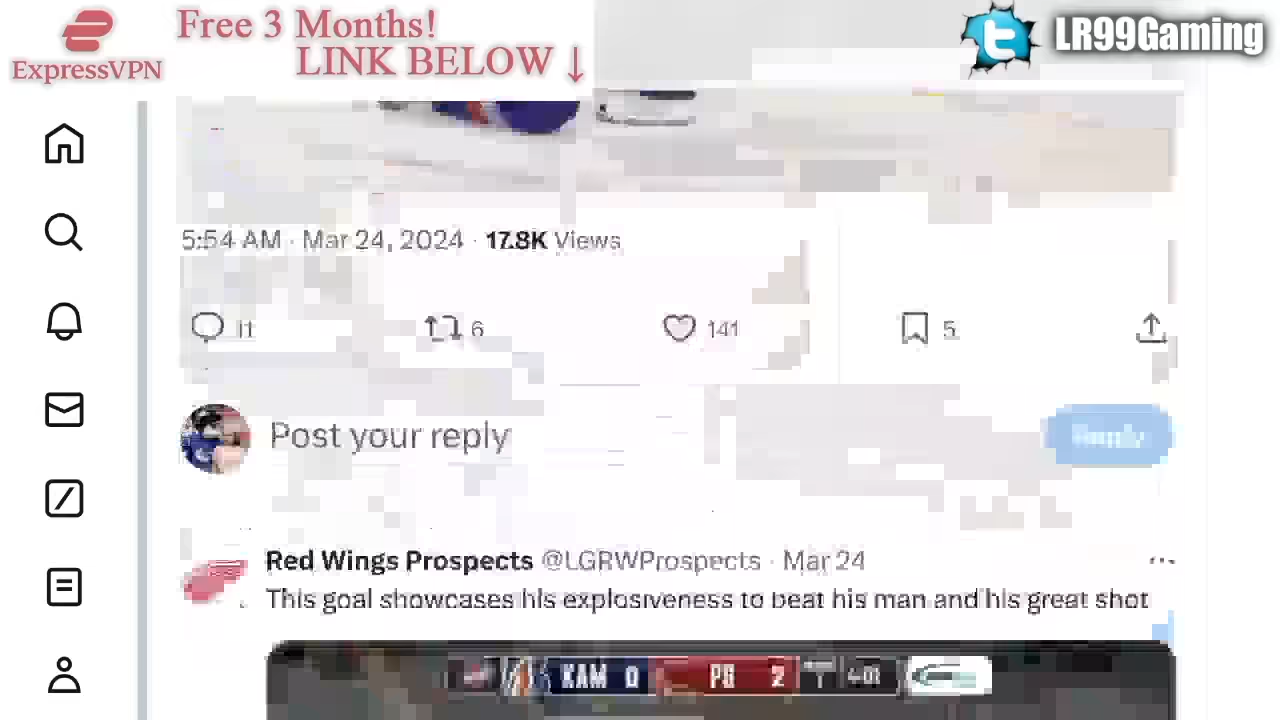 Free 3 Months!
LINK BELOW ↓
ExpressVPN
LR99Gaming
5:54 AM · Mar 24, 2024 · 17.8K Views
11 6 141 5
Post your reply
Reply
Red Wings Prospects @LGRWProspects · Mar 24 ...
This goal showcases his explosiveness to beat his man and his great shot
KAM 0 PG 2